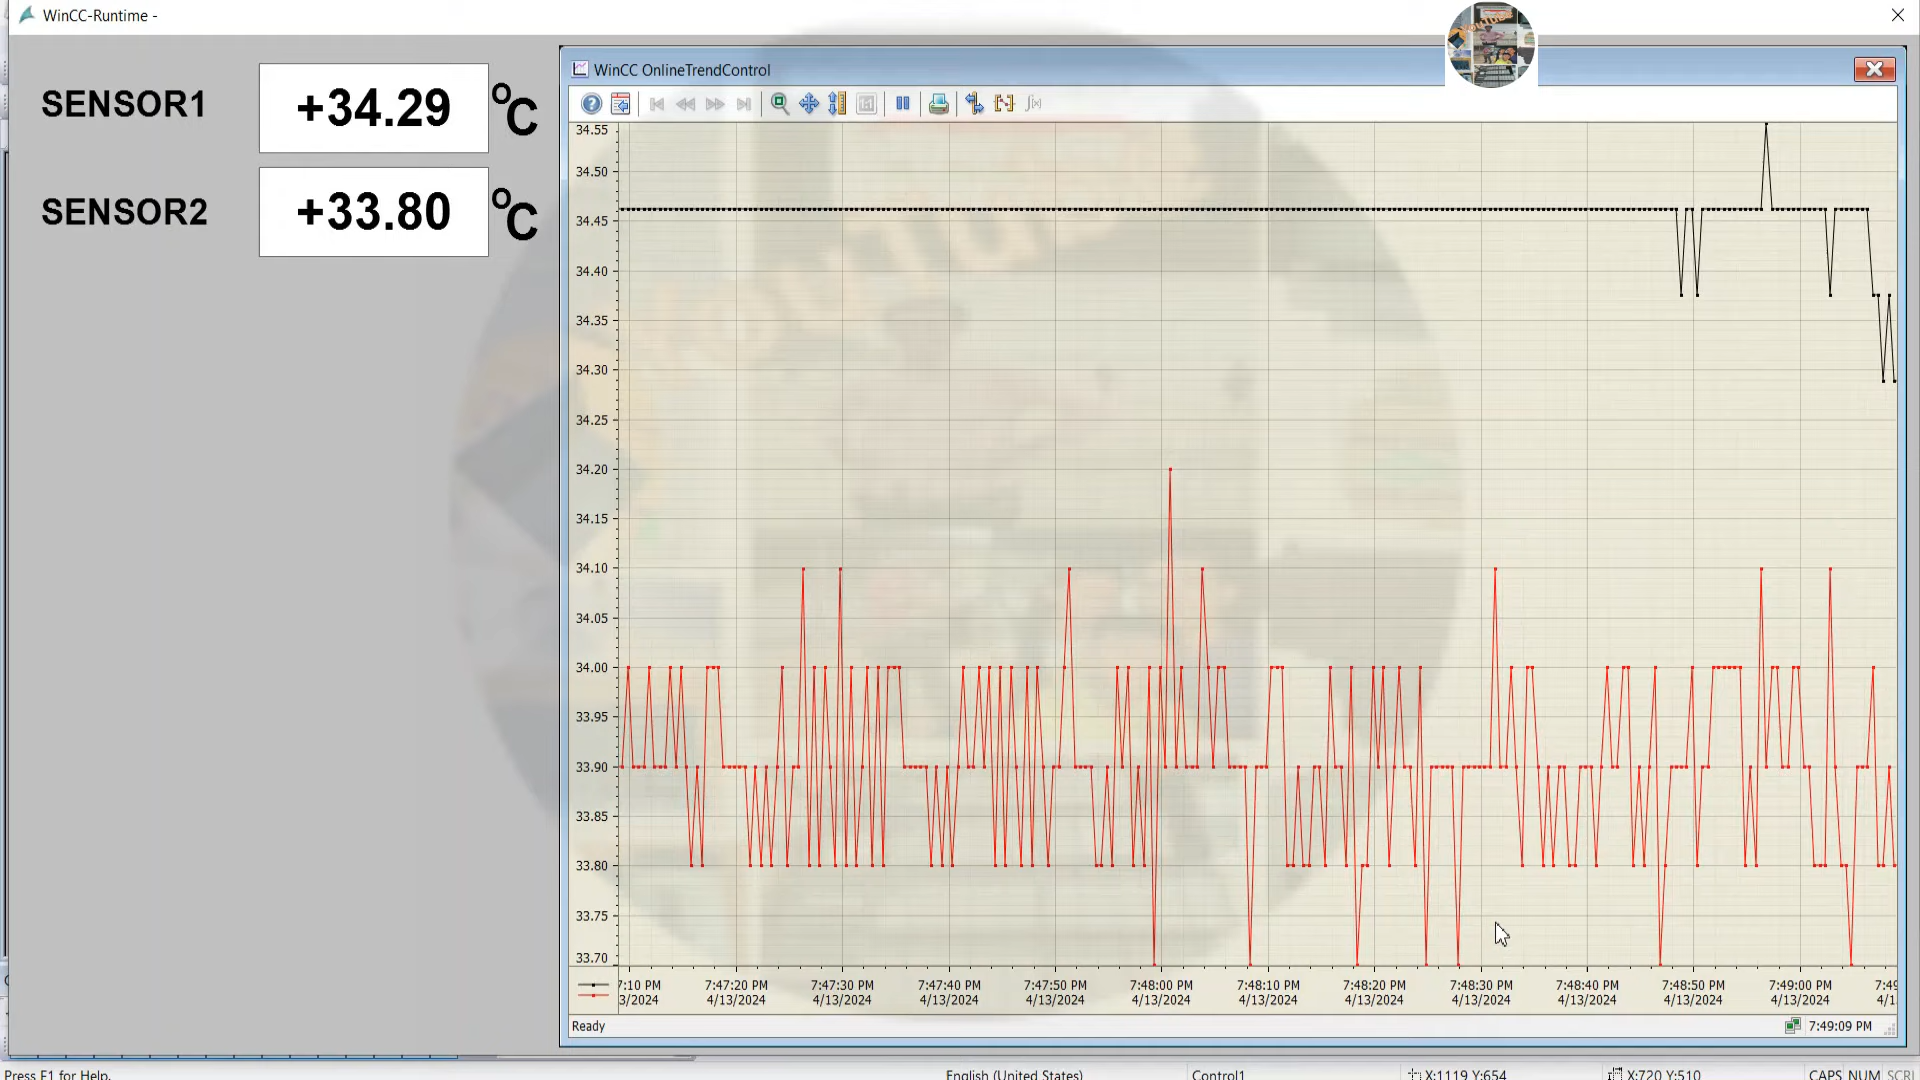 WinCC-Runtime -
SENSOR1
+34.29
°C
SENSOR2
+33.80
°C
WinCC OnlineTrendControl
34.55
34.50
34.45
34.40
34.35
34.30
34.25
34.20
34.15
34.10
34.05
34.00
33.95
33.90
33.85
33.80
33.75
33.70
7:10 PM 7:47:20 PM 7:47:30 PM 7:47:40 PM 7:47:50 PM 7:48:00 PM 7:48:10 PM 7:48:20 PM 7:48:30 PM 7:48:40 PM 7:48:50 PM 7:49:00 PM 7:49
3/2024 4/13/2024 4/13/2024 4/13/2024 4/13/2024 4/13/2024 4/13/2024 4/13/2024 4/13/2024 4/13/2024 4/13/2024 4/13/2024 4/1
Ready 7:49:09 PM
Press F1 for Help. English (United States) Control1 X:1119 Y:654 X:720 Y:510 CAPS NUM SCRL
YouTube